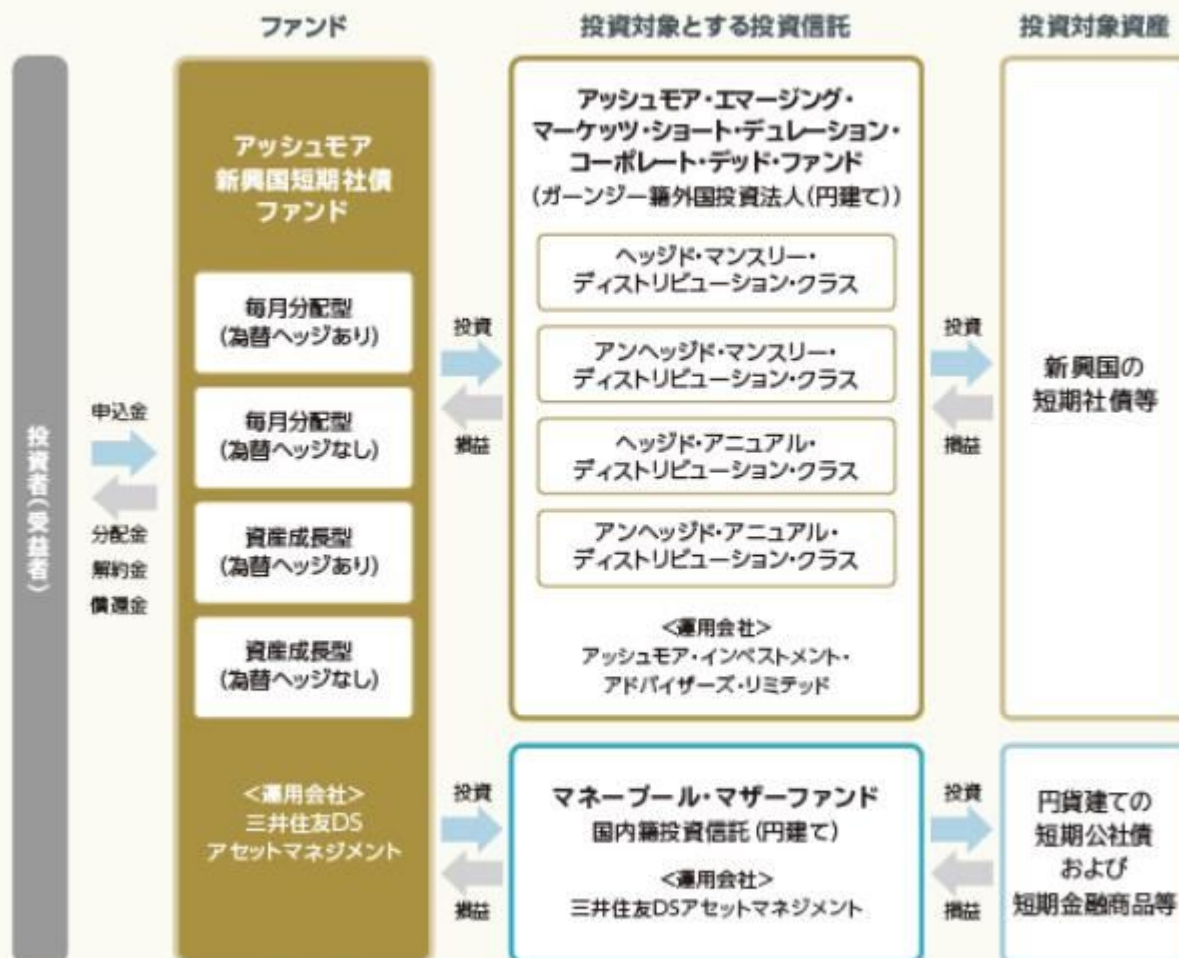 ファンド
投資対象とする投資信託
投資対象資産
投資者(受益者)
申込金
分配金
解約金
償還金
アッシュモア
新興国短期社債
ファンド
毎月分配型
(為替ヘッジあり)
毎月分配型
(為替ヘッジなし)
資産成長型
(為替ヘッジあり)
資産成長型
(為替ヘッジなし)
<運用会社>
三井住友DS
アセットマネジメント
投資
損益
投資
損益
アッシュモア・エマージング・
マーケッツ・ショート・デュレーション・
コーポレート・デッド・ファンド
(ガーンジー籍外国投資法人(円建て))
ヘッジド・マンスリー・
ディストリビューション・クラス
アンヘッジド・マンスリー・
ディストリビューション・クラス
ヘッジド・アニュアル・
ディストリビューション・クラス
アンヘッジド・アニュアル・
ディストリビューション・クラス
<運用会社>
アッシュモア・インベストメント・
アドバイザーズ・リミテッド
マネープール・マザーファンド
国内籍投資信託(円建て)
<運用会社>
三井住友DSアセットマネジメント
投資
損益
投資
損益
新興国の
短期社債等
円貨建ての
短期公社債
および
短期金融商品等